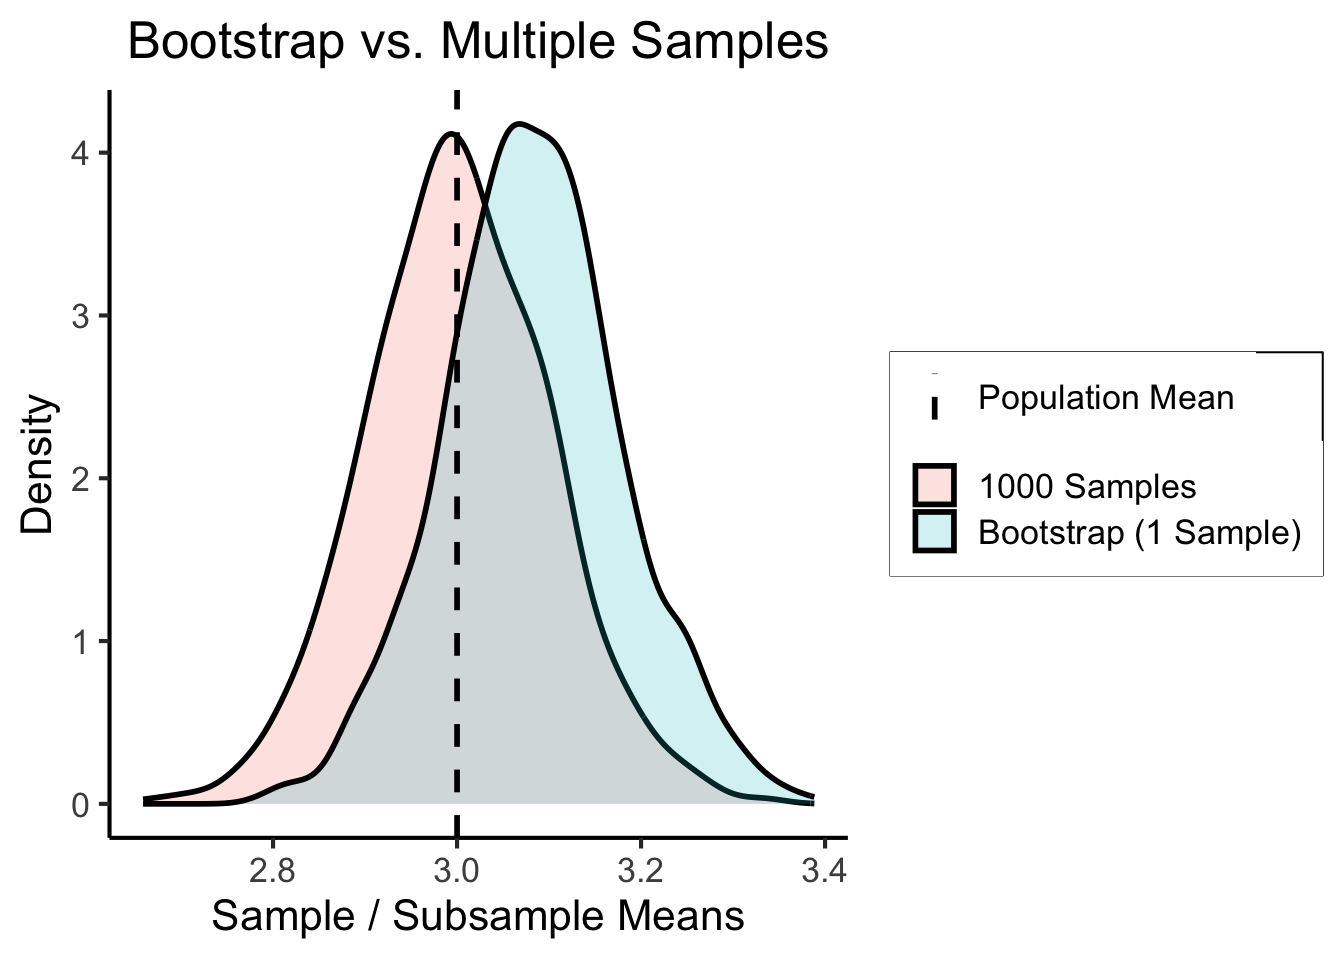 Bootstrap vs. Multiple Samples
4
3
2
1
0
Density
2.8 3.0 3.2 3.4
Sample / Subsample Means
Population Mean
1000 Samples
Bootstrap (1 Sample)